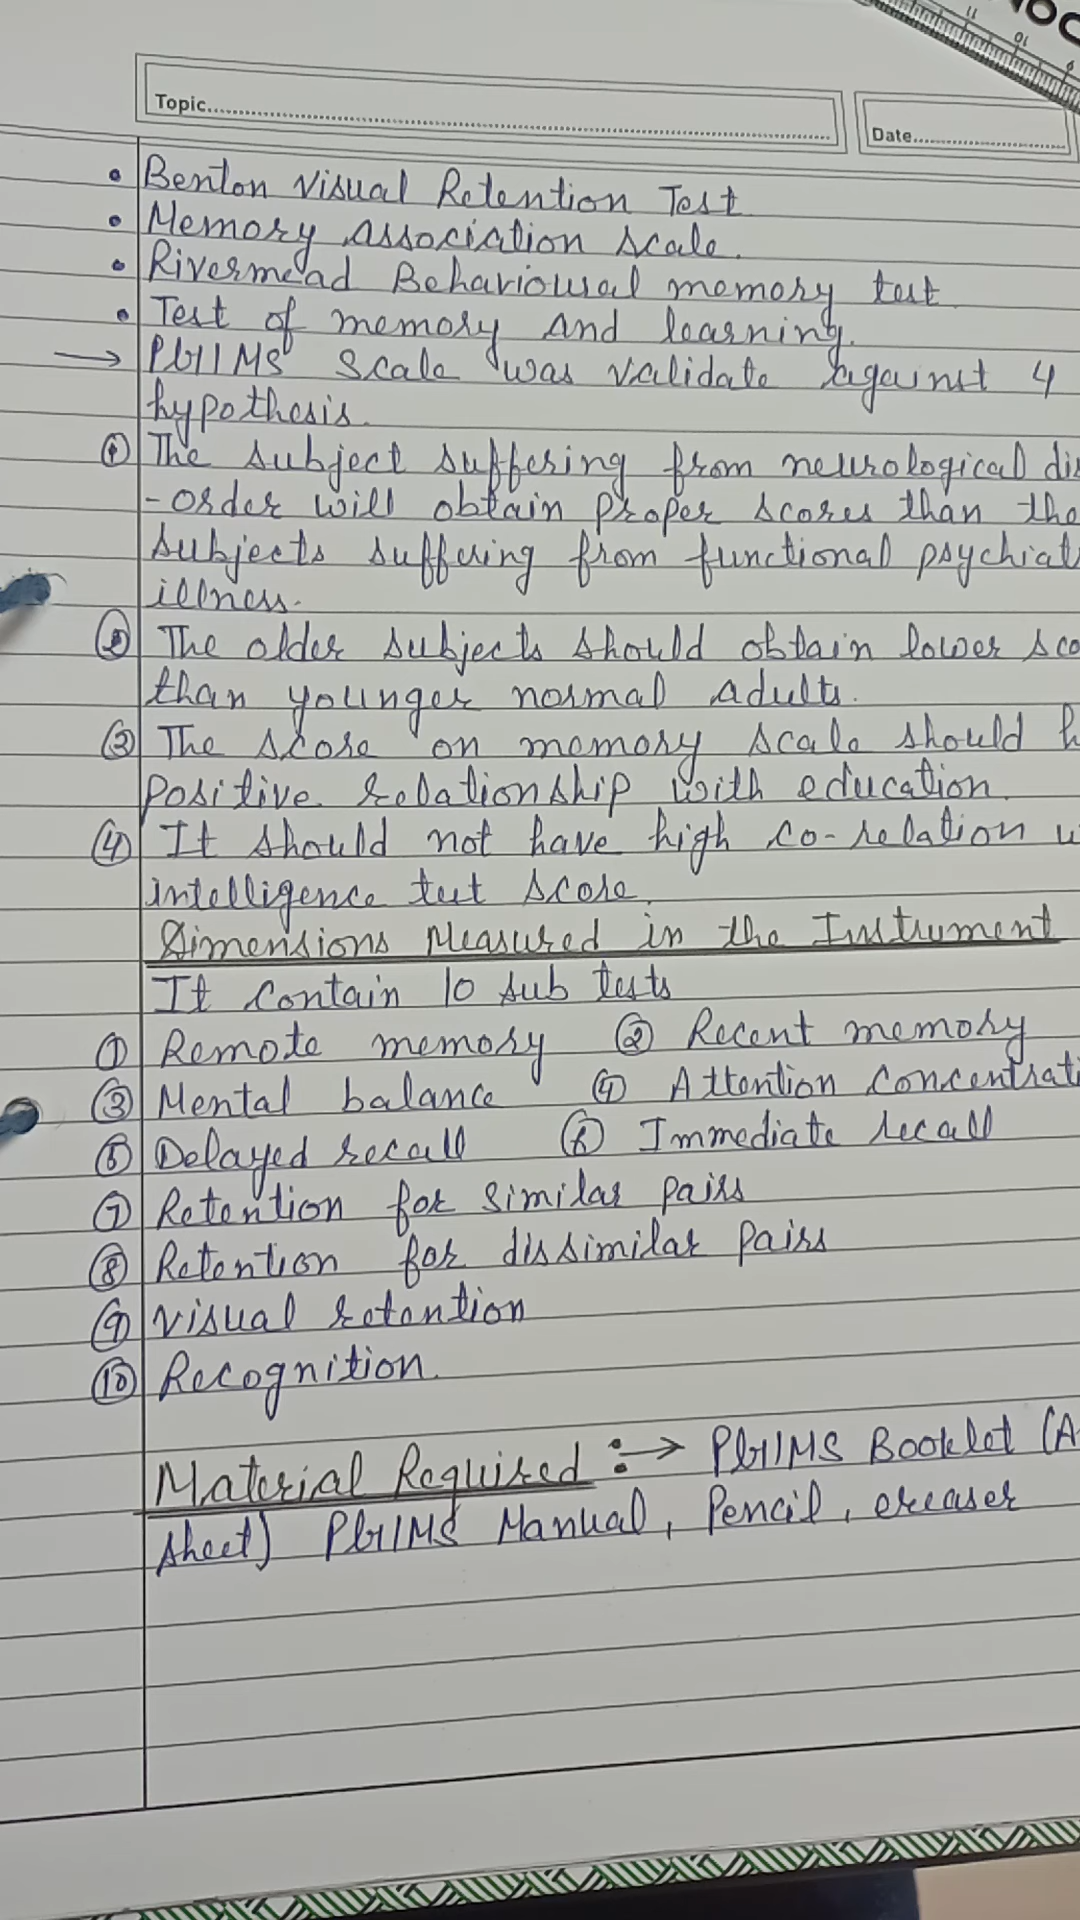 Topic
Date
• Benton Visual Retention Test
• Memory Association scale.
• Rivermead Behavioural memory test
• Test of memory and learning.
→ PGIIMS scale was validate against 4
hypothesis.
① The subject suffering from neurological dis
-order will obtain proper scores than the
subjects suffering from functional psychiat
illness.
② The older subjects should obtain lower sco
than younger normal adults.
③ The score on memory scale should h
positive relationship with education.
④ It should not have high co-relation w
intelligence test score.
Dimensions Measured in the Instrument
It contain 10 sub tests
① Remote memory ② Recent memory
③ Mental balance ④ Attention concentrati
⑤ Delayed recall ⑥ Immediate recall
⑦ Retention for similar pairs
⑧ Retention for dissimilar pairs
⑨ Visual retention
⑩ Recognition.
Material Required :→ PGIIMS Booklet (A
sheet) PGIIMS Manual, Pencil, ereaser